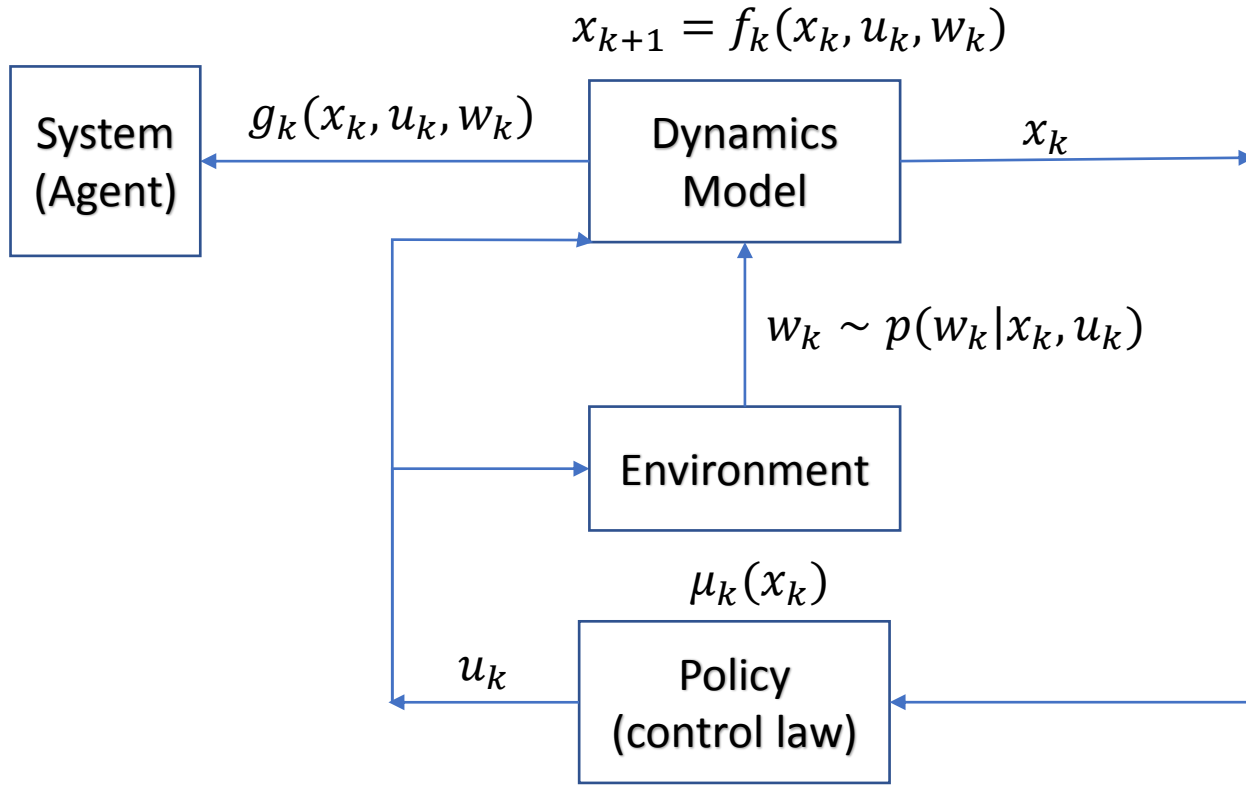 x_{k+1} = f_k(x_k, u_k, w_k)
System
(Agent)
g_k(x_k, u_k, w_k)
Dynamics
Model
x_k
w_k ~ p(w_k|x_k, u_k)
Environment
μ_k(x_k)
u_k
Policy
(control law)